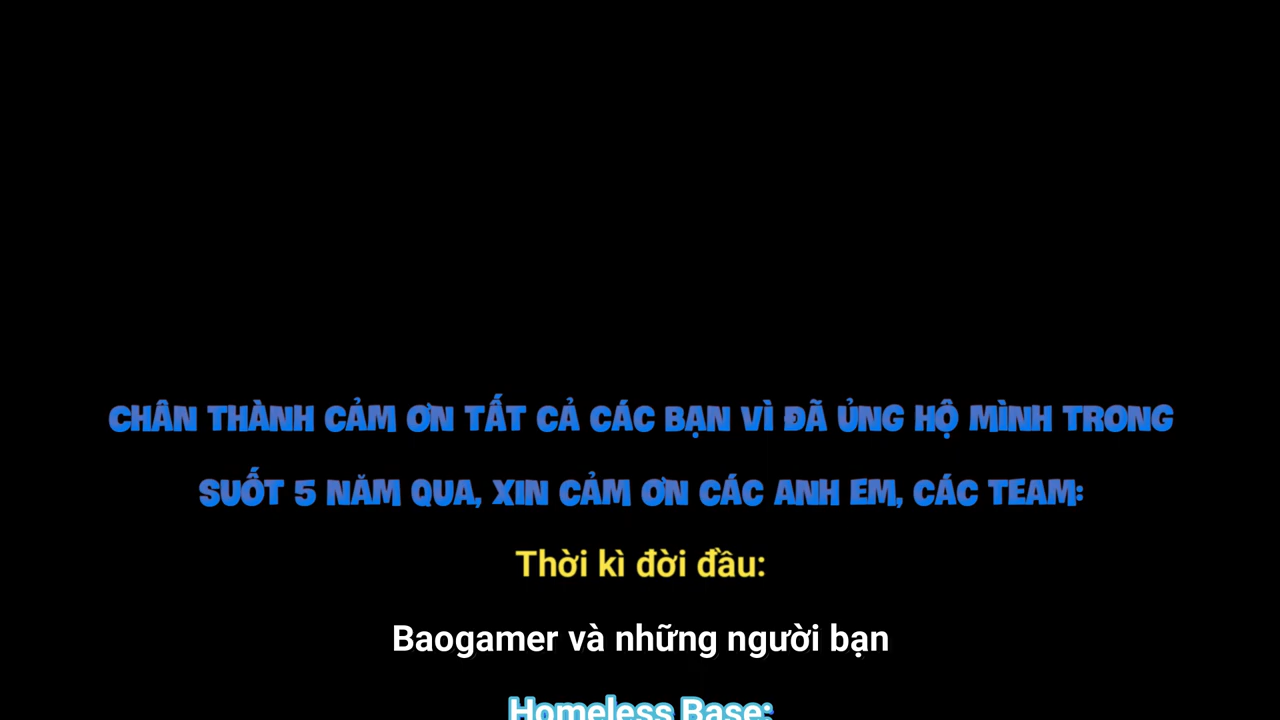 CHÂN THÀNH CẢM ƠN TẤT CẢ CÁC BẠN VÌ ĐÃ ỦNG HỘ MÌNH TRONG
SUỐT 5 NĂM QUA, XIN CẢM ƠN CÁC ANH EM, CÁC TEAM:
Thời kì đời đầu:
Baogamer và những người bạn
Homeless Base: